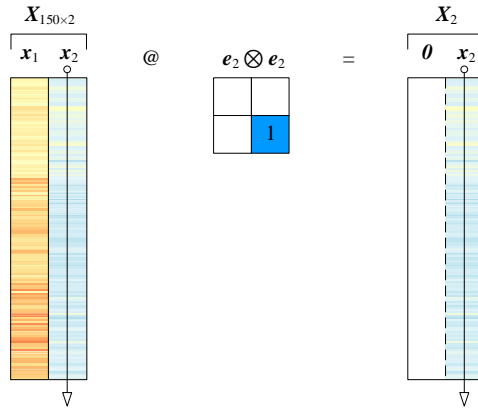 X₁₅₀×₂ X₂
x₁ x₂ @ e₂ ⊗ e₂ = 0 x₂
1